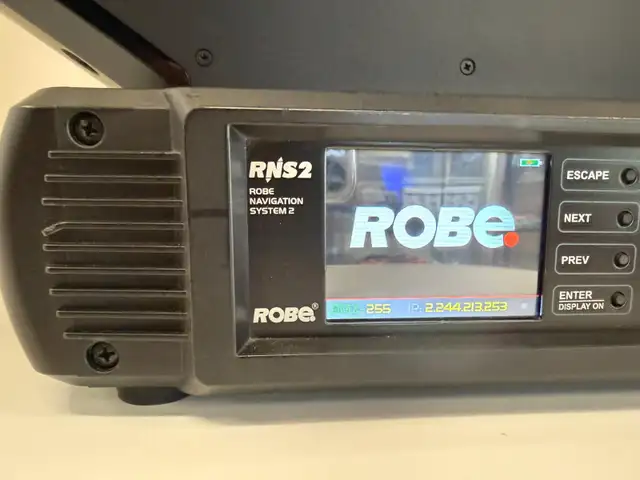 RNS2
ROBE
NAVIGATION
SYSTEM 2
ROBE®
ROBE.
255
IP: 2.244.213.253
ESCAPE
NEXT
PREV
ENTER
DISPLAY ON